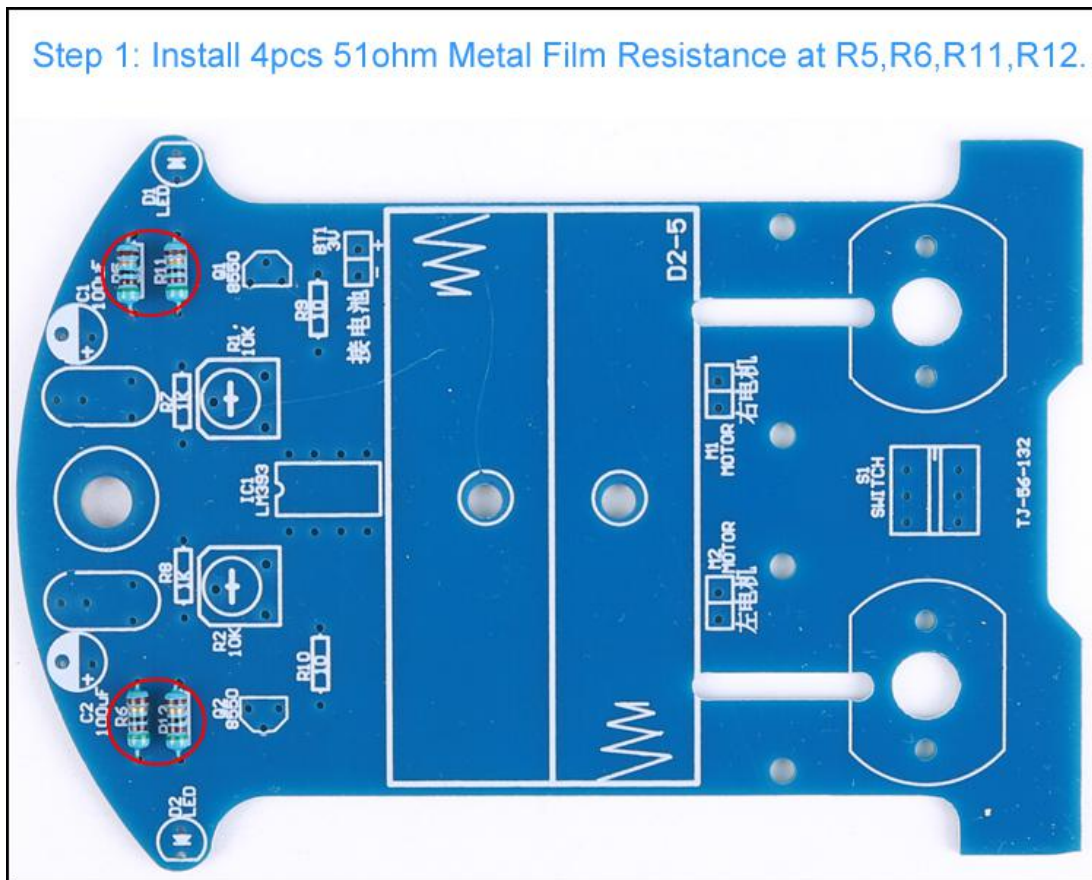 Step 1: Install 4pcs 51ohm Metal Film Resistance at R5,R6,R11,R12.
D1
LED
C1
100uF
R11
Q1
8550
BT1
3V
+
-
接电池
R9
10
D2-5
R1
10K
R7
1K
+
M1
MOTOR
右电机
IC1
LM393
S1
SWITCH
TJ-56-132
R8
1K
R2
10K
M2
MOTOR
左电机
R10
10
C2
100uF
+
R6
Q2
8550
D2
LED